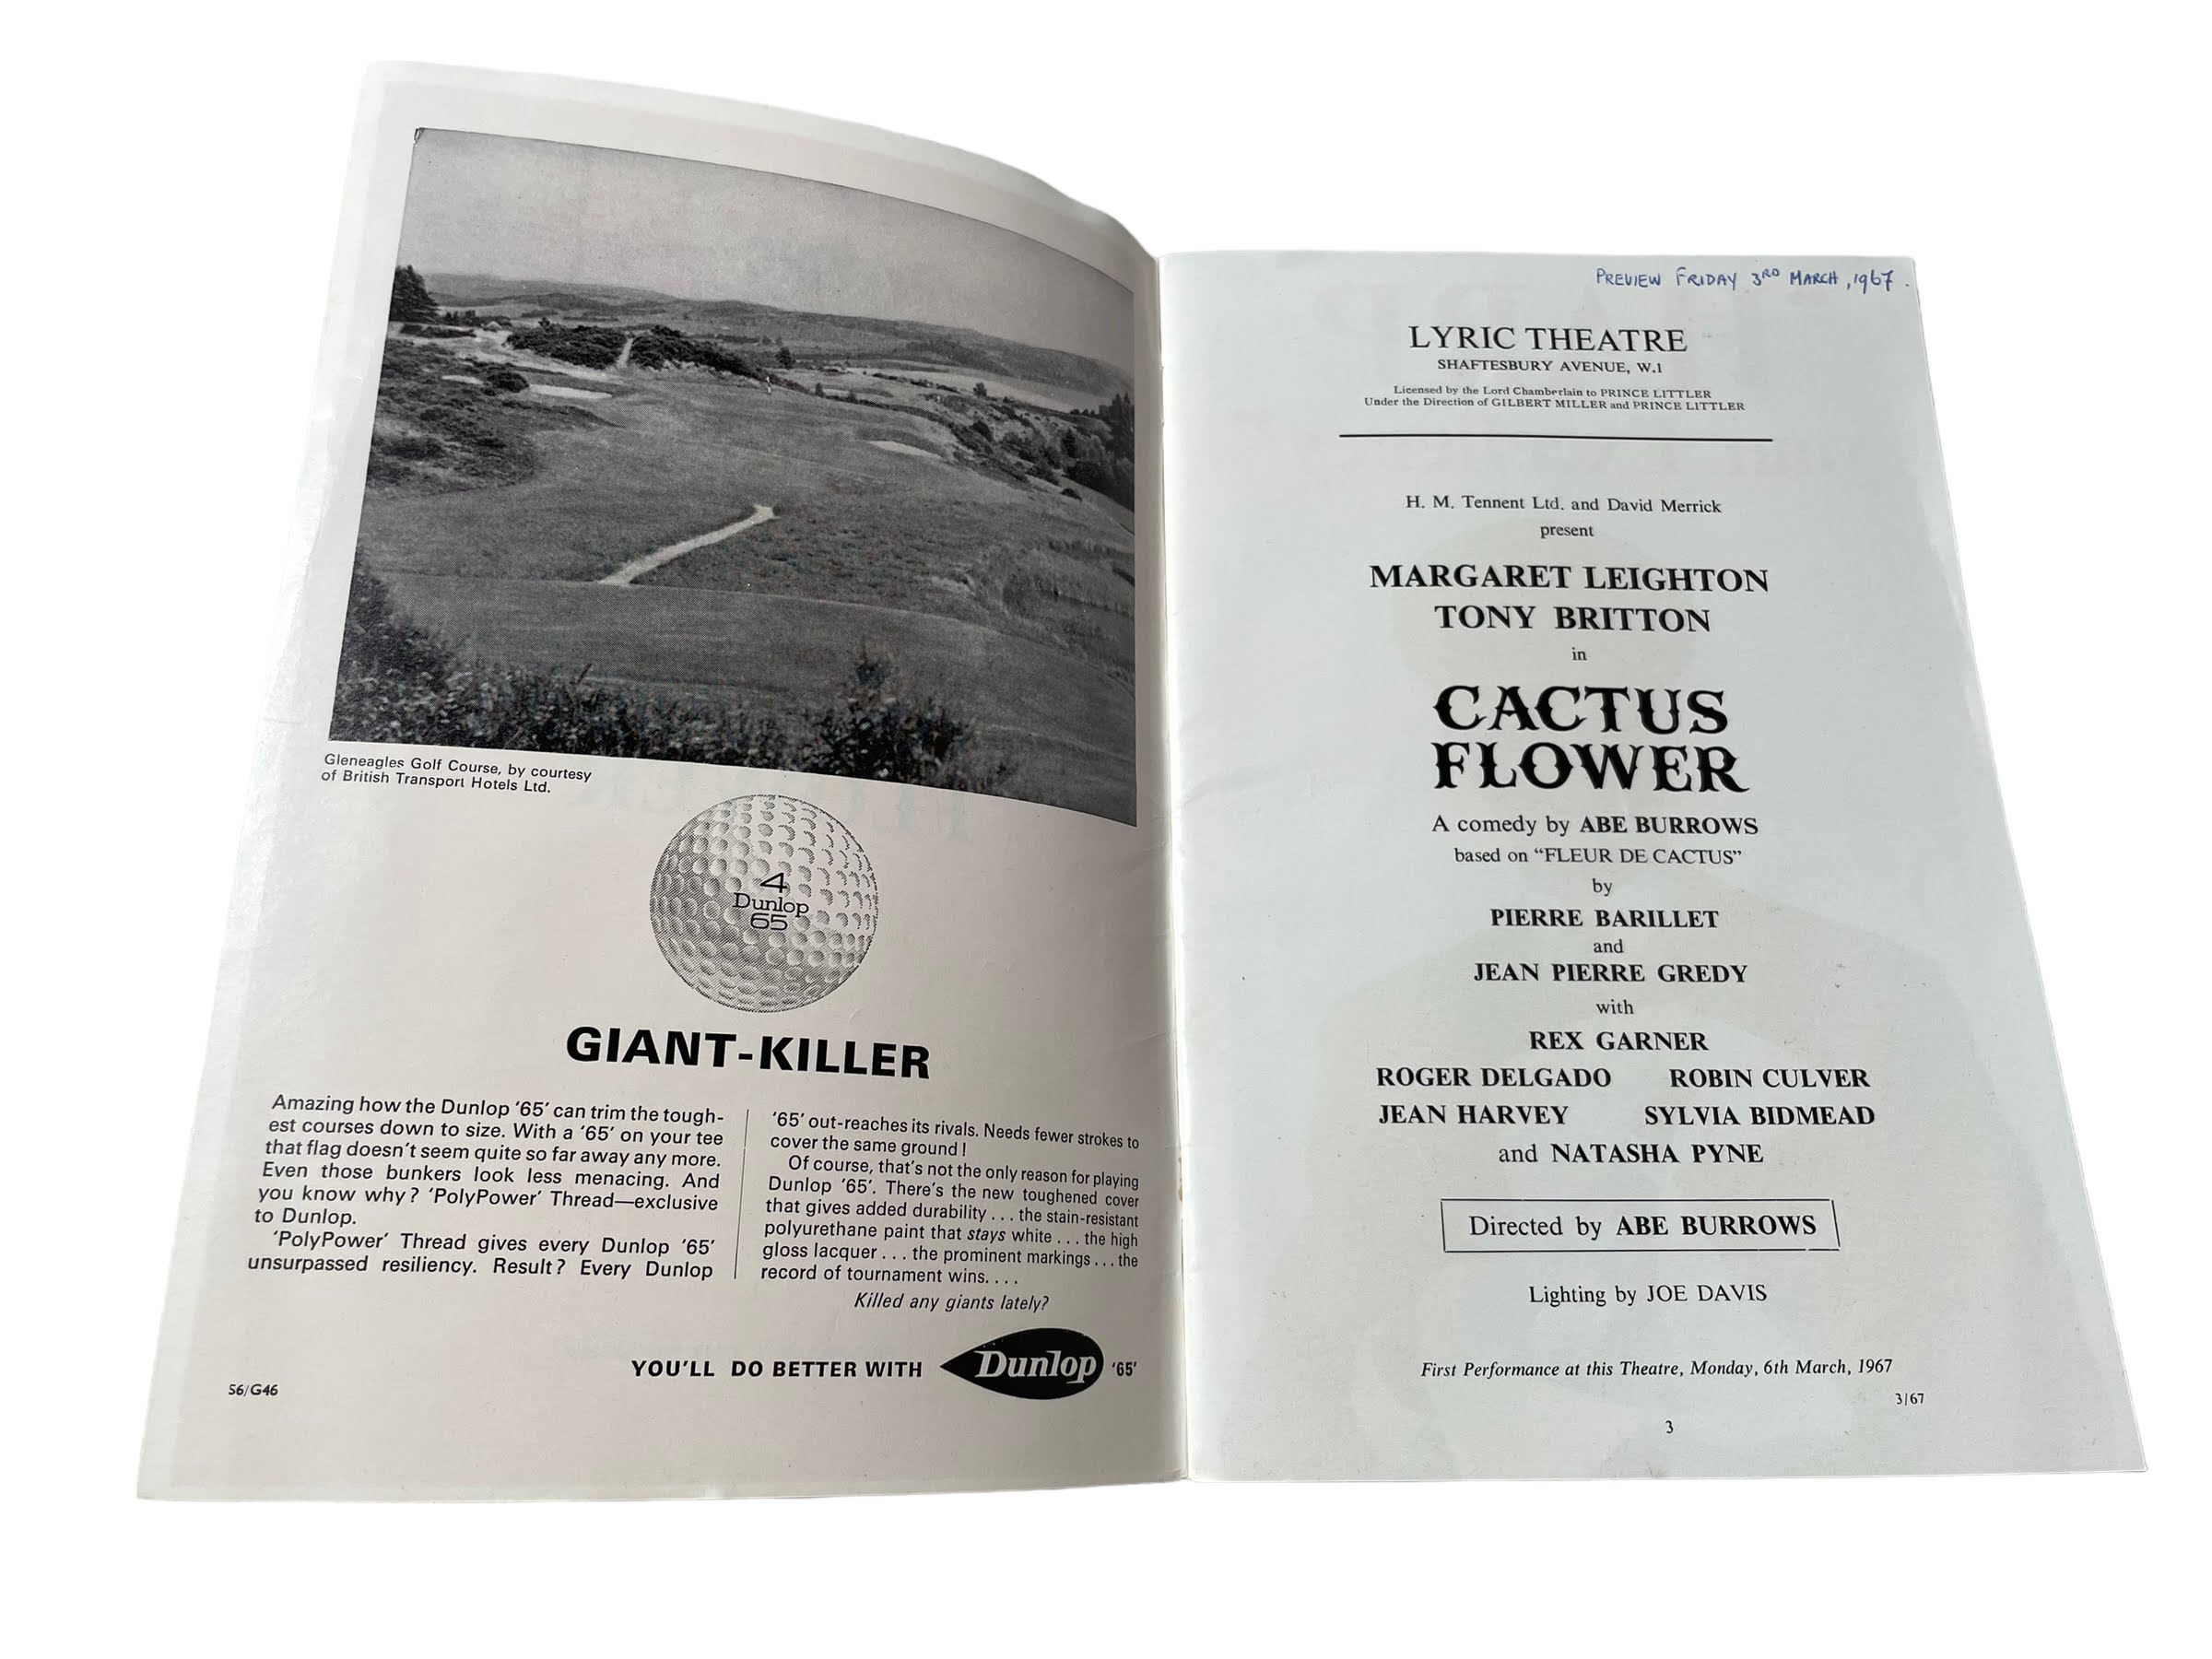 Gleneagles Golf Course, by courtesy
of British Transport Hotels Ltd.
4
Dunlop
65
GIANT-KILLER
Amazing how the Dunlop ‘65’ can trim the tough-
est courses down to size. With a ‘65’ on your tee
that flag doesn’t seem quite so far away any more.
Even those bunkers look less menacing. And
you know why? ‘PolyPower’ Thread—exclusive
to Dunlop.
‘PolyPower’ Thread gives every Dunlop ‘65’
unsurpassed resiliency. Result? Every Dunlop
‘65’ out-reaches its rivals. Needs fewer strokes to
cover the same ground!
Of course, that’s not the only reason for playing
Dunlop ‘65’. There’s the new toughened cover
that gives added durability . . . the stain-resistant
polyurethane paint that stays white . . . the high
gloss lacquer . . . the prominent markings . . . the
record of tournament wins. . . .
Killed any giants lately?
YOU’LL DO BETTER WITH Dunlop ‘65’
S6/G46
PREVIEW FRIDAY 3RD MARCH, 1967.
LYRIC THEATRE
SHAFTESBURY AVENUE, W.1
Licensed by the Lord Chamberlain to PRINCE LITTLER
Under the Direction of GILBERT MILLER and PRINCE LITTLER
H. M. Tennent Ltd. and David Merrick
present
MARGARET LEIGHTON
TONY BRITTON
in
CACTUS
FLOWER
A comedy by ABE BURROWS
based on “FLEUR DE CACTUS”
by
PIERRE BARILLET
and
JEAN PIERRE GREDY
with
REX GARNER
ROGER DELGADO ROBIN CULVER
JEAN HARVEY SYLVIA BIDMEAD
and NATASHA PYNE
Directed by ABE BURROWS
Lighting by JOE DAVIS
First Performance at this Theatre, Monday, 6th March, 1967
3/67
3